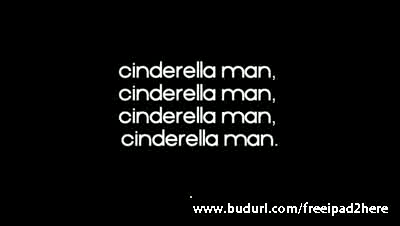 cinderella man,
cinderella man,
cinderella man,
cinderella man.
www.budurl.com/freeipad2here